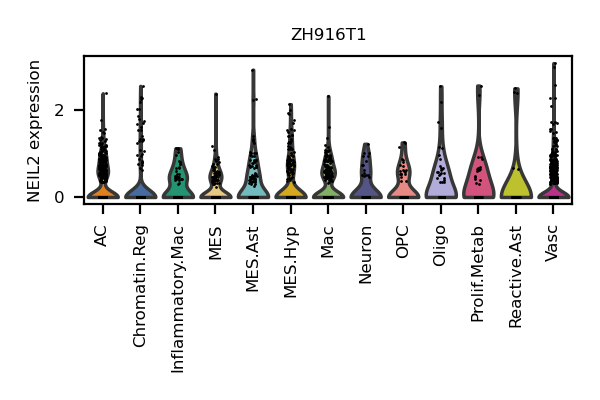 ZH916T1
NEIL2 expression
2
0
AC
Chromatin.Reg
Inflammatory.Mac
MES
MES.Ast
MES.Hyp
Mac
Neuron
OPC
Oligo
Prolif.Metab
Reactive.Ast
Vasc